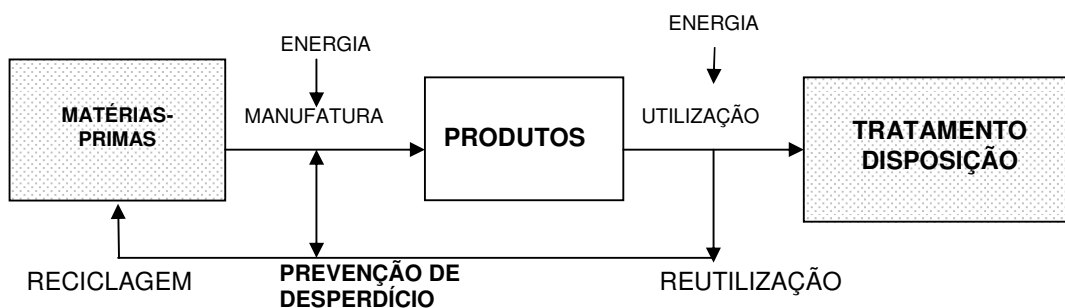 ENERGIA
ENERGIA
MATÉRIAS-
PRIMAS
MANUFATURA
PRODUTOS
UTILIZAÇÃO
TRATAMENTO
DISPOSIÇÃO
RECICLAGEM
PREVENÇÃO DE
DESPERDÍCIO
REUTILIZAÇÃO